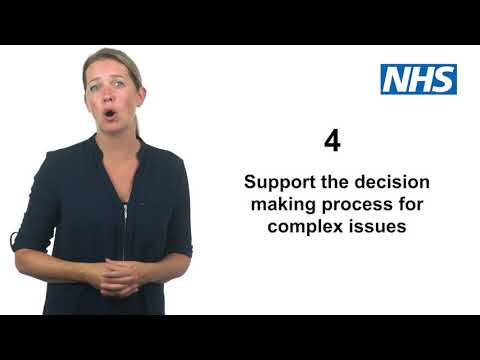 NHS
4
Support the decision
making process for
complex issues